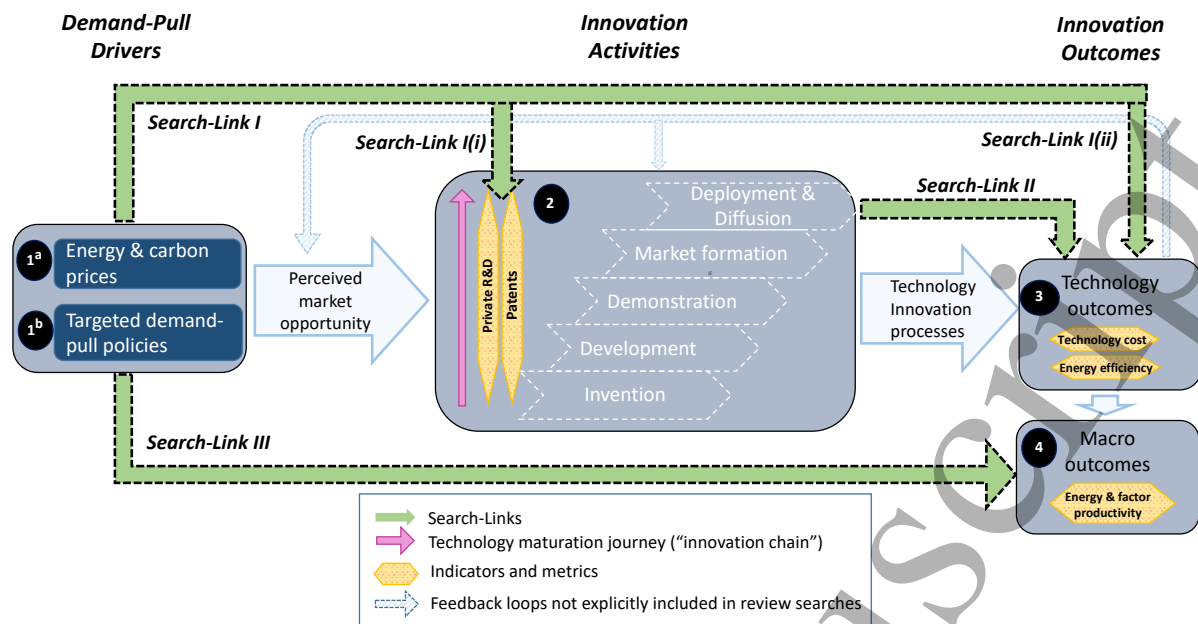 Demand-Pull
Drivers
Innovation
Activities
Innovation
Outcomes
Search-Link I
Search-Link I(i)
Search-Link I(ii)
Search-Link II
1a
Energy & carbon
prices
1b
Targeted demand-
pull policies
Perceived
market
opportunity
2
Private R&D
Patents
Deployment &
Diffusion
Market formation
Demonstration
Development
Invention
Technology
Innovation
processes
3
Technology
outcomes
Technology cost
Energy efficiency
Search-Link III
4
Macro
outcomes
Energy & factor
productivity
Search-Links
Technology maturation journey (“innovation chain”)
Indicators and metrics
Feedback loops not explicitly included in review searches